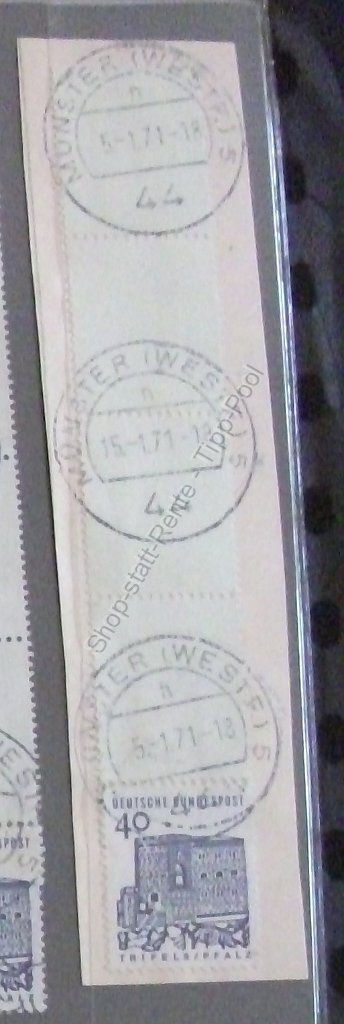 MÜNSTER (WESTF.) 5
n
5.-1.71-18
44
MÜNSTER (WESTF.) 5
n
15.-1.71-18
44
Shop-statt-Rente - Tipp-Pool
MÜNSTER (WESTF.) 5
n
5.-1.71-18
44
DEUTSCHE BUNDESPOST
40
TRIFELS/PFALZ